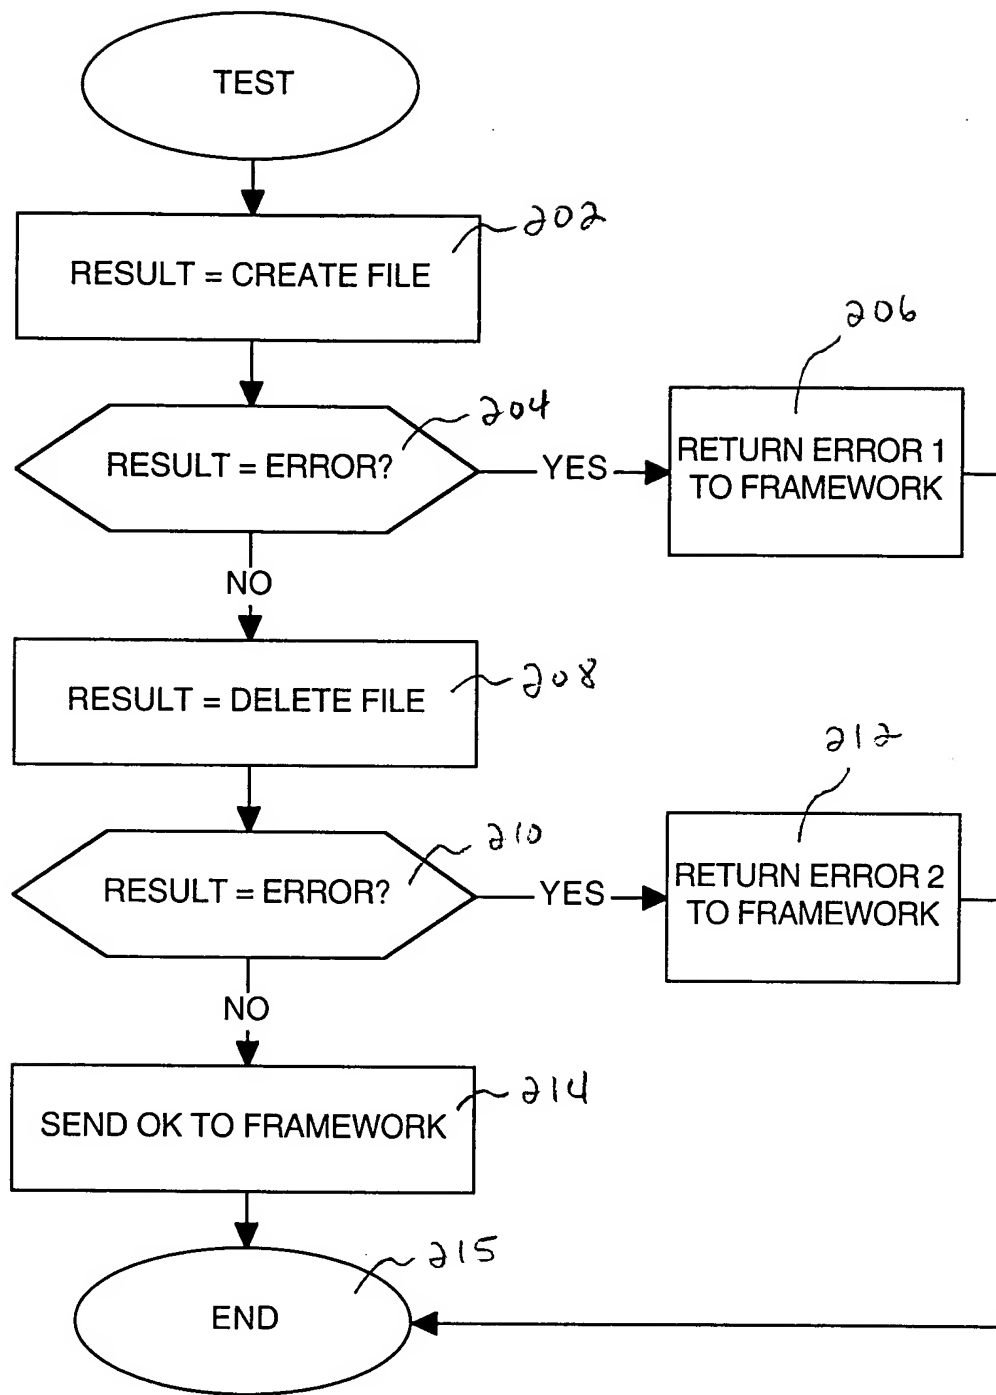 TEST
202
RESULT = CREATE FILE
206
204
RESULT = ERROR?
YES
RETURN ERROR 1
TO FRAMEWORK
NO
208
RESULT = DELETE FILE
212
210
RESULT = ERROR?
YES
RETURN ERROR 2
TO FRAMEWORK
NO
214
SEND OK TO FRAMEWORK
215
END